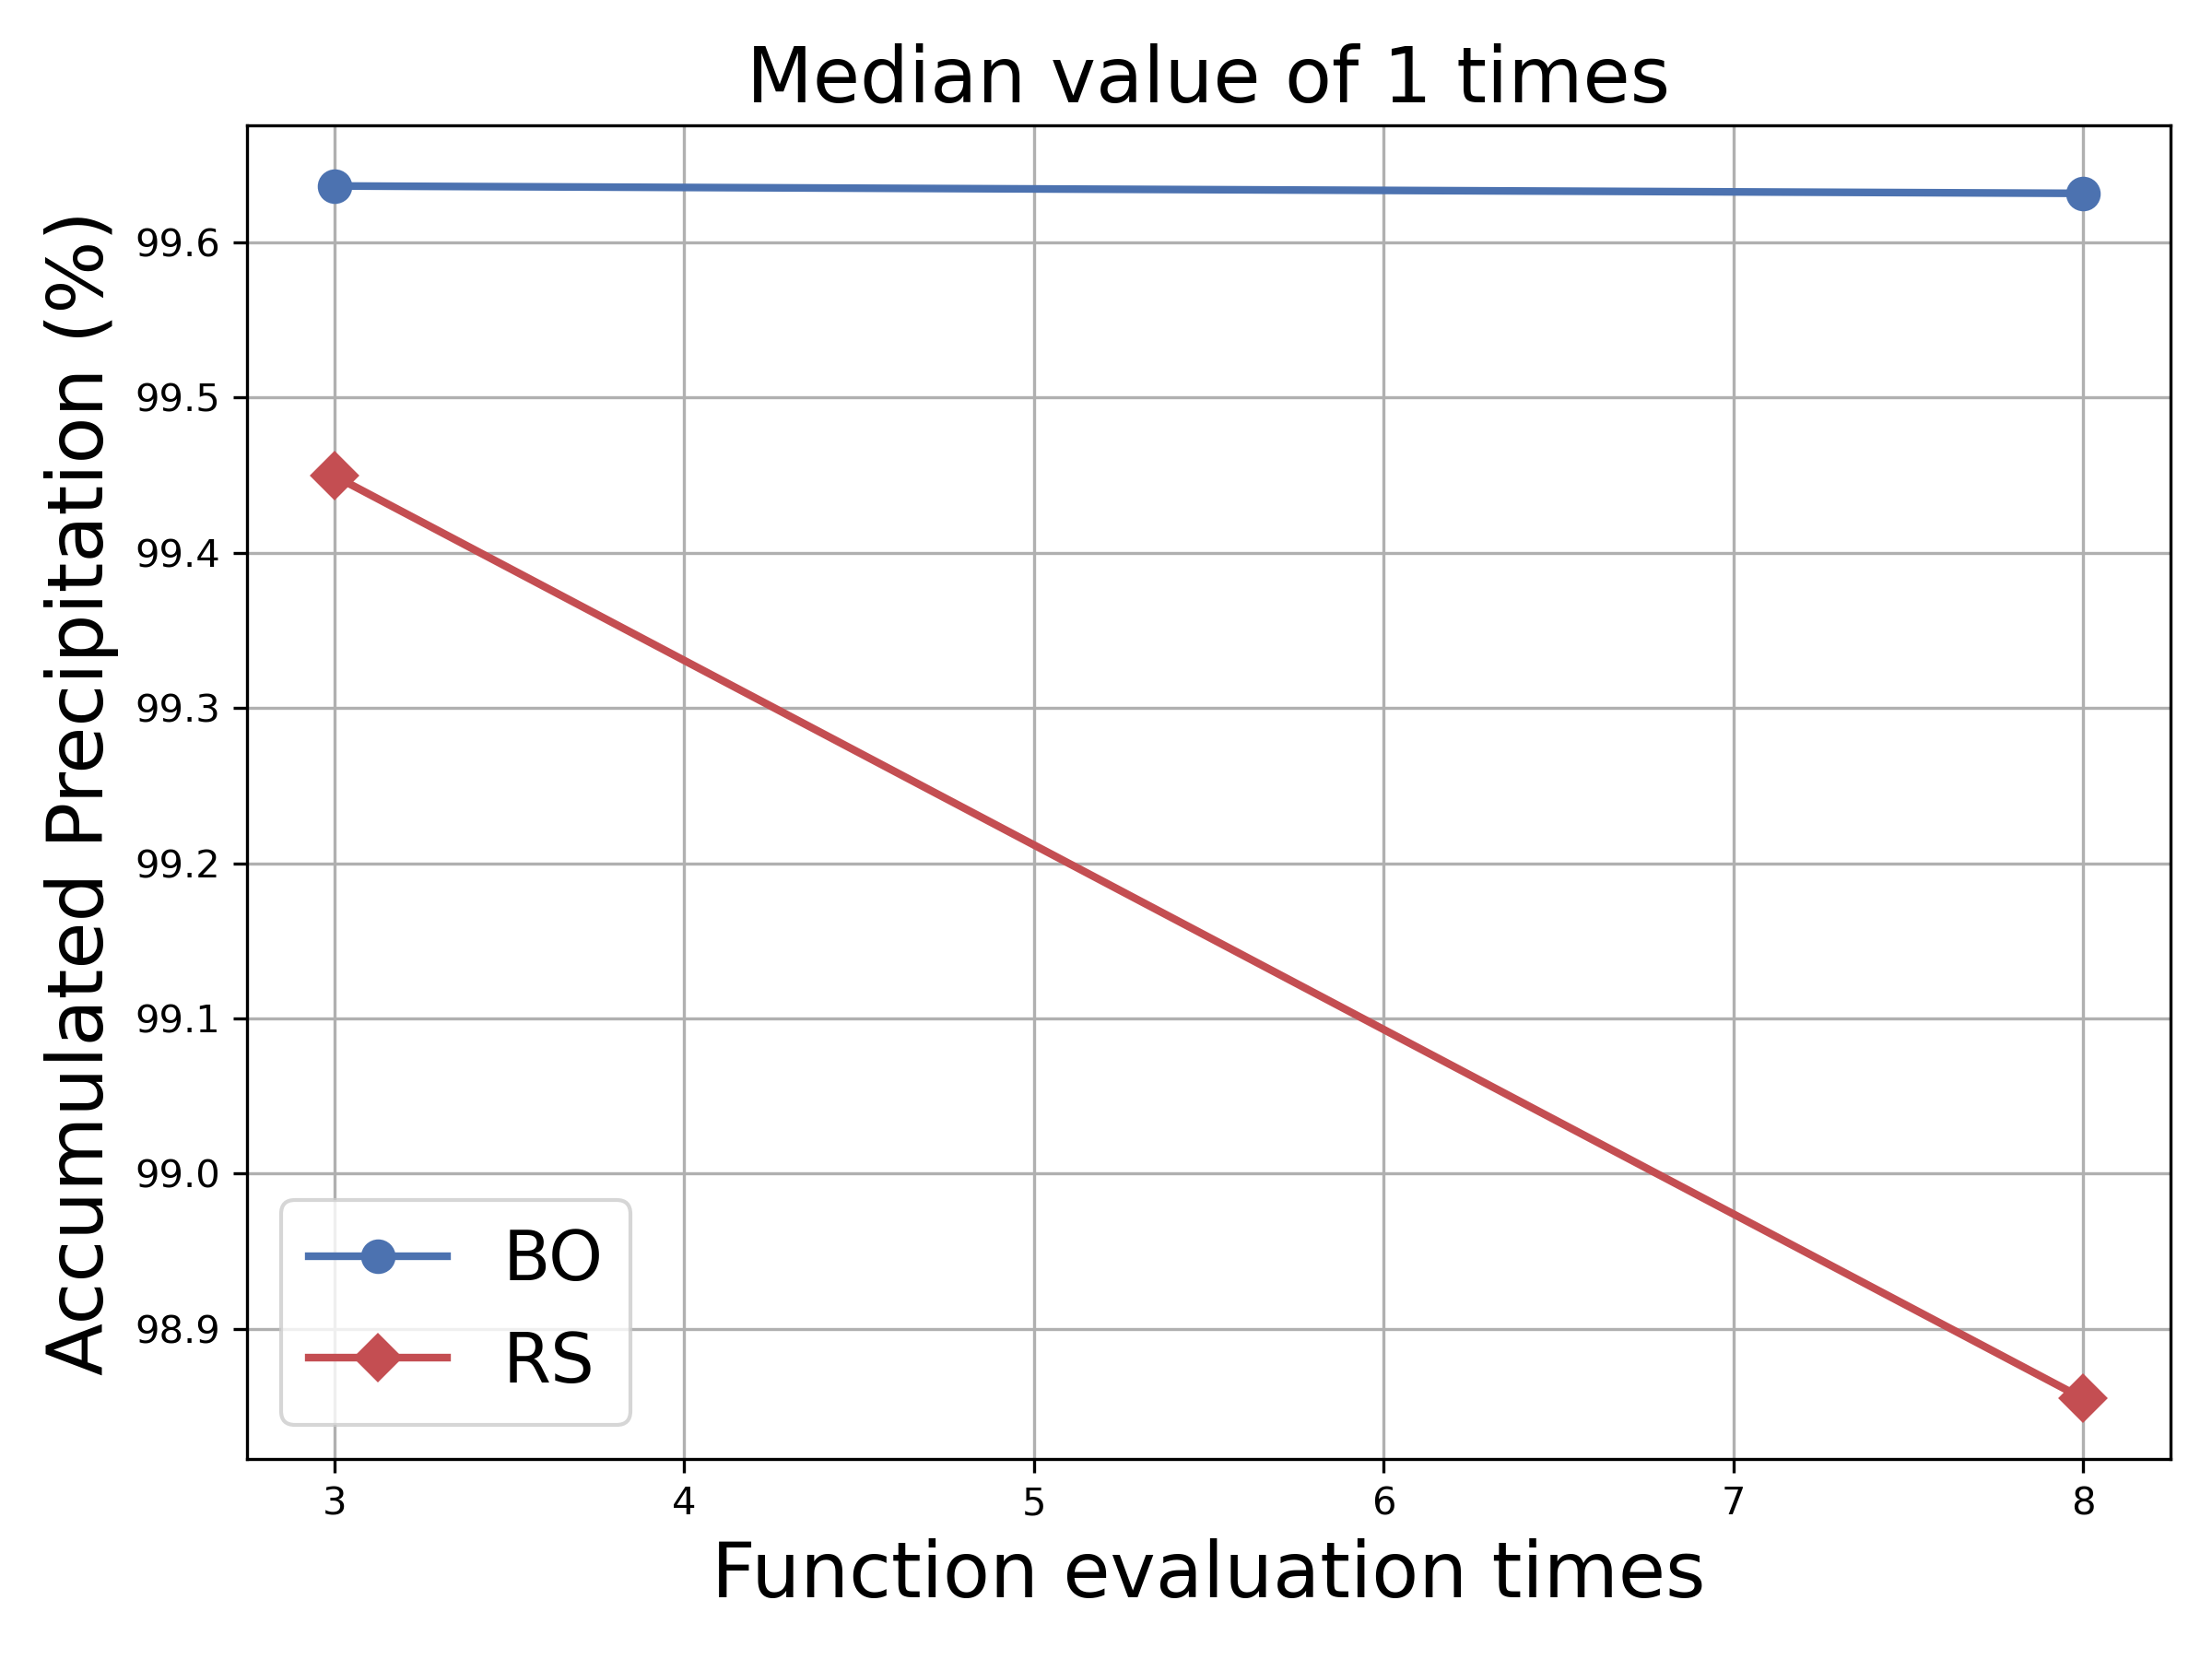 Median value of 1 times
Accumulated Precipitation (%)
99.6
99.5
99.4
99.3
99.2
99.1
99.0
98.9
BO
RS
3 4 5 6 7 8
Function evaluation times